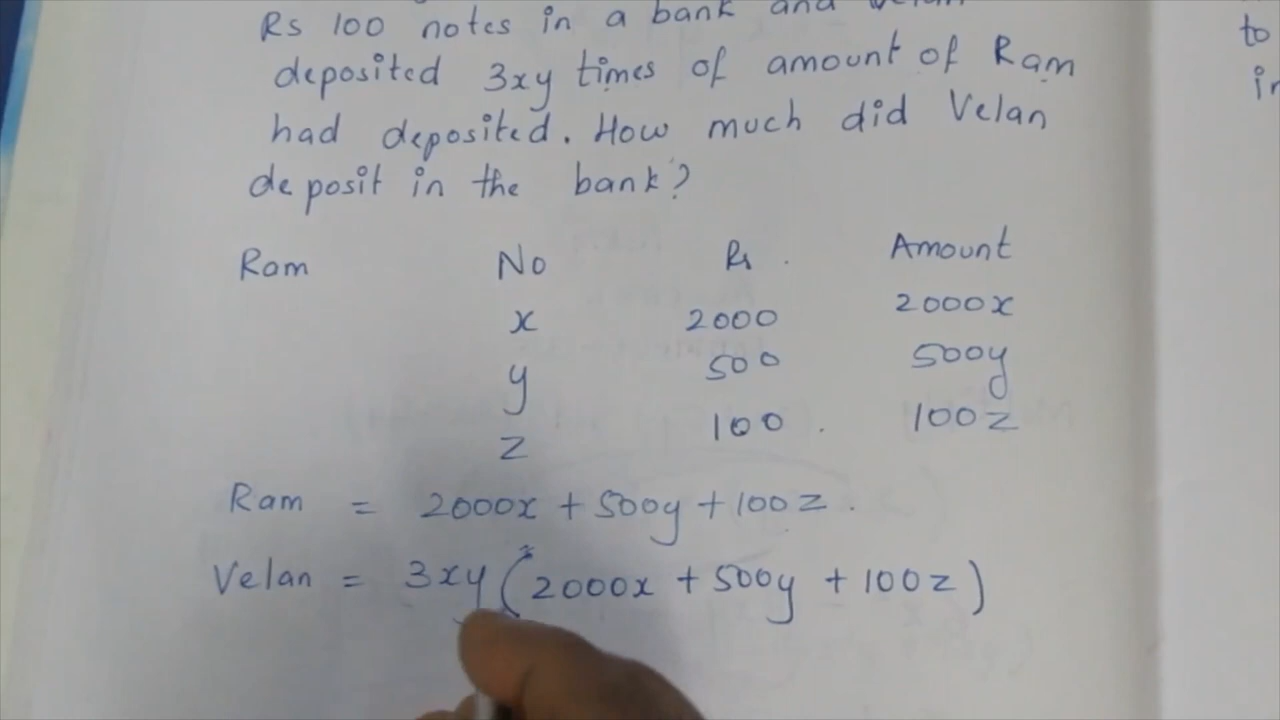 Rs 100 notes in a bank and Velan
deposited 3xy times of amount of Ram
had deposited. How much did Velan
deposit in the bank?
Ram No Rs. Amount
x 2000 2000x
y 500 500y
z 100. 100z
Ram = 2000x + 500y + 100z.
Velan = 3xy(2000x + 500y + 100z)
to